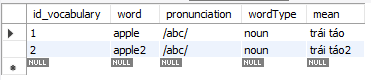 id_vocabulary word pronunciation wordType mean
1 apple /abc/ noun trái táo
2 apple2 /abc/ noun trái táo2
NULL NULL NULL NULL NULL